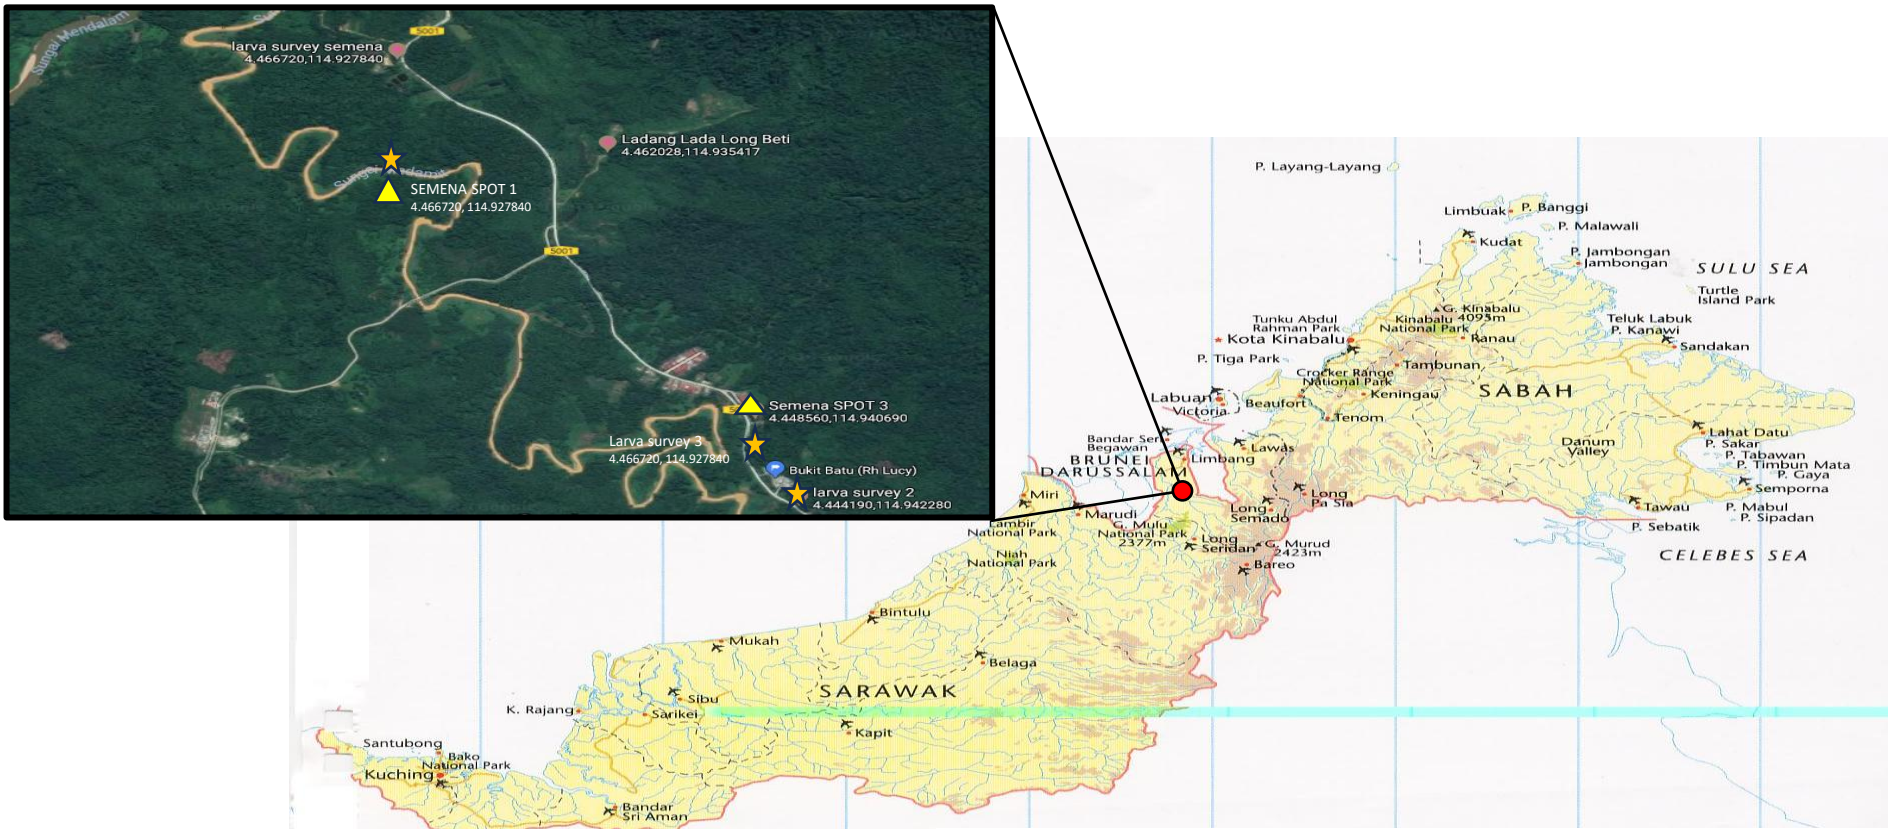 Sungai Mendalam
5001
larva survey semena
4.466720,114.927840
Ladang Lada Long Beti
4.462028,114.935417
SEMENA SPOT 1
4.466720, 114.927840
5001
Semena SPOT 3
4.448560,114.940690
Larva survey 3
4.466720, 114.927840
Bukit Batu (Rh Lucy)
larva survey 2
4.444190,114.942280
P. Layang-Layang
Limbuak
P. Banggi
P. Malawali
Kudat
P. Jambongan
Jambongan
SULU SEA
Turtle
Island Park
G. Kinabalu
4095m
Kinabalu
National Park
Tunku Abdul
Rahman Park
Kota Kinabalu
Ranau
Teluk Labuk
P. Kanawi
Sandakan
P. Tiga Park
Tambunan
Crocker Range
National Park
Keningau
SABAH
Labuan
Victoria
Beaufort
Tenom
Lahat Datu
P. Sakar
P. Tabawan
P. Timbun Mata
P. Gaya
Semporna
Danum
Valley
Bandar Seri
Begawan
BRUNEI
DARUSSALAM
Limbang
Lawas
Miri
Marudi
Long
Pa Sia
Long
Semado
Tawau
P. Mabul
P. Sipadan
P. Sebatik
Lambir
National Park
G. Mulu
National Park
2377m
Long
Seridan
G. Murud
2423m
Bareo
CELEBES SEA
Niah
National Park
Bintulu
Mukah
Belaga
SARAWAK
Sibu
K. Rajang
Sarikei
Kapit
Santubong
Bako
National Park
Kuching
Bandar
Sri Aman